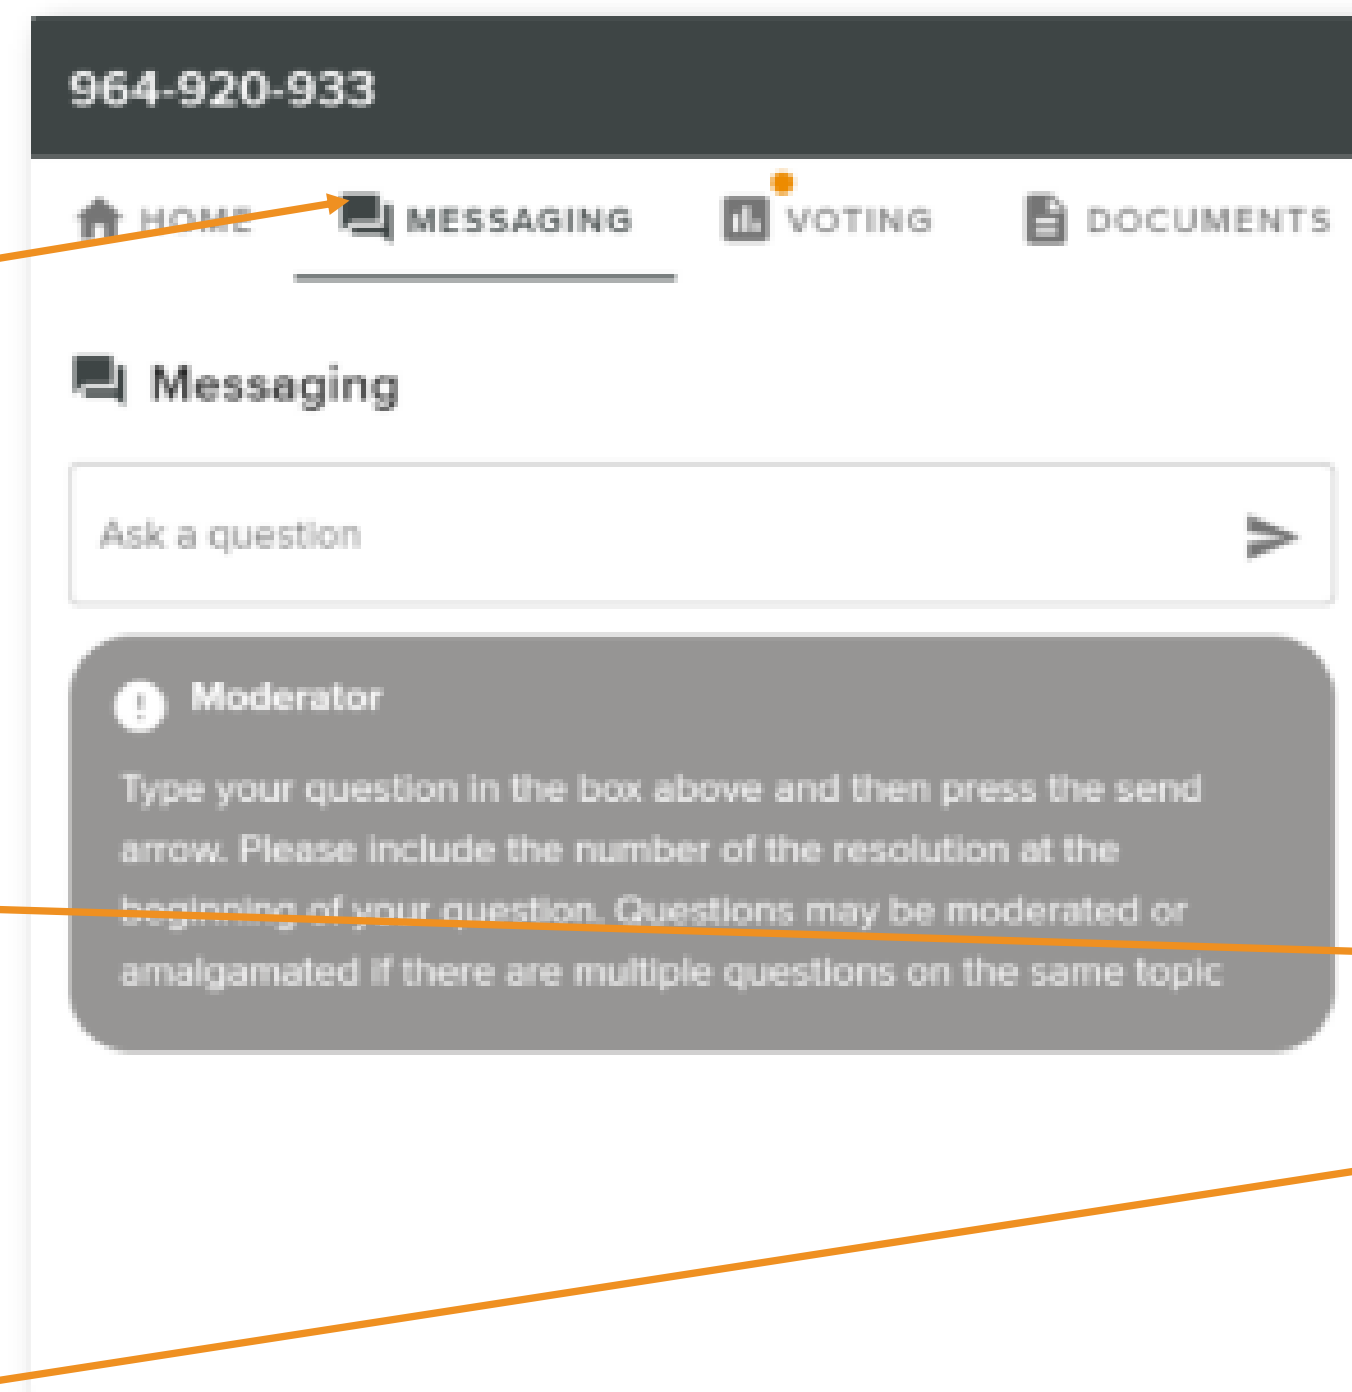 964-920-933
HOME MESSAGING VOTING DOCUMENTS
Messaging
Ask a question
Moderator
Type your question in the box above and then press the send
arrow. Please include the number of the resolution at the
beginning of your question. Questions may be moderated or
amalgamated if there are multiple questions on the same topic